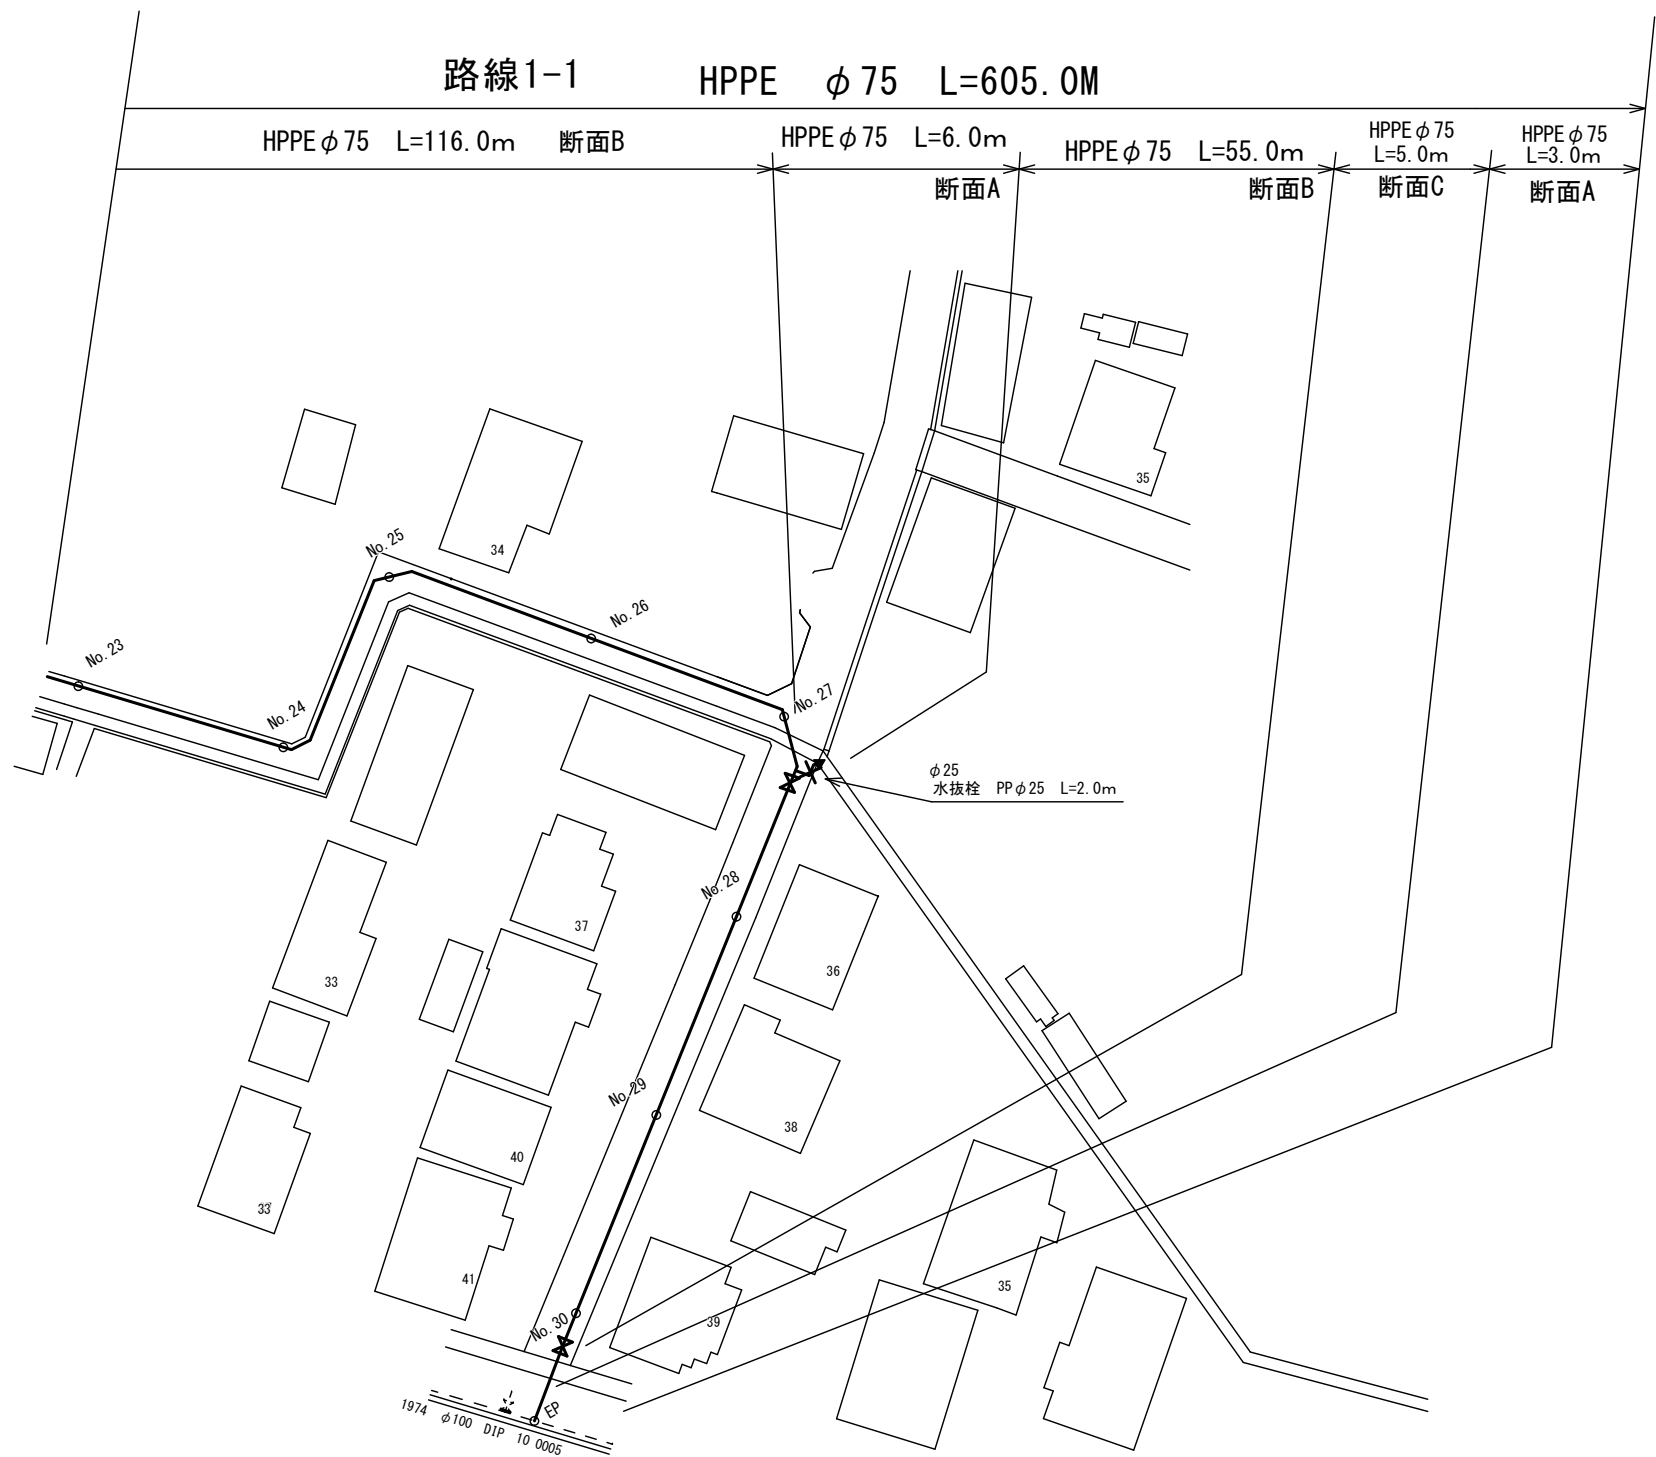 路線1-1 HPPE φ75 L=605.0M
HPPEφ75 L=116.0m 断面B
HPPEφ75 L=6.0m
断面A
HPPEφ75 L=55.0m
断面B
HPPEφ75
L=5.0m
断面C
HPPEφ75
L=3.0m
断面A
35
No.25
34
No.26
No.23
No.24
No.27
φ25
水抜栓 PPφ25 L=2.0m
No.28
37
36
33
No.29
38
40
33
41
35
39
No.30
EP
1974 φ100 DIP 10 0005